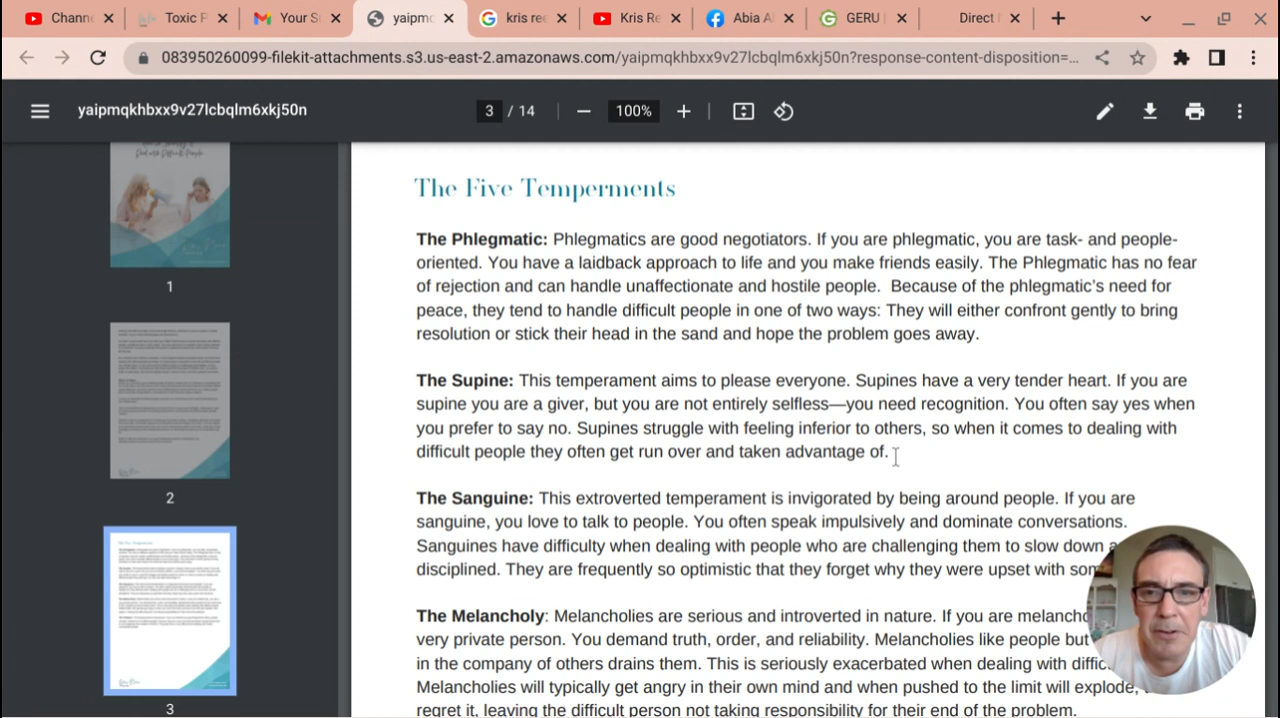 Channe
Toxic P
Your S
yaipmq
kris ree
Kris Re
Abia A
GERU
Direct
083950260099-filekit-attachments.s3.us-east-2.amazonaws.com/yaipmqkhbxx9v27lcbqlm6xkj50n?response-content-disposition=...
yaipmqkhbxx9v27lcbqlm6xkj50n
3 / 14
100%
1
2
3
The Five Temperments
The Phlegmatic: Phlegmatics are good negotiators. If you are phlegmatic, you are task- and people-
oriented. You have a laidback approach to life and you make friends easily. The Phlegmatic has no fear
of rejection and can handle unaffectionate and hostile people.  Because of the phlegmatic's need for
peace, they tend to handle difficult people in one of two ways: They will either confront gently to bring
resolution or stick their head in the sand and hope the problem goes away.
The Supine: This temperament aims to please everyone. Supines have a very tender heart. If you are
supine you are a giver, but you are not entirely selfless—you need recognition. You often say yes when
you prefer to say no. Supines struggle with feeling inferior to others, so when it comes to dealing with
difficult people they often get run over and taken advantage of.
The Sanguine: This extroverted temperament is invigorated by being around people. If you are
sanguine, you love to talk to people. You often speak impulsively and dominate conversations.
Sanguines have difficulty when dealing with people who are challenging them to slow down
disciplined. They are frequently so optimistic that they forget why they were upset with
The Melancholy: Melancholies are serious and introverted in nature. If you are
very private person. You demand truth, order, and reliability. Melancholies like people but
in the company of others drains them. This is seriously exacerbated when dealing with
Melancholies will typically get angry in their own mind and when pushed to the limit will explode,
regret it, leaving the difficult person not taking responsibility for their end of the problem.